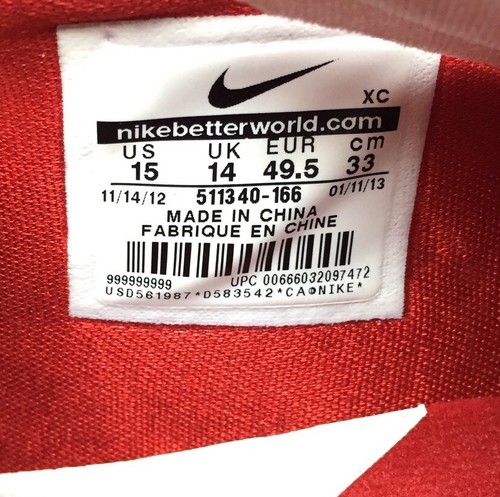 XC
nikebetterworld.com
US UK EUR cm
15 14 49.5 33
11/14/12 511340-166 01/11/13
MADE IN CHINA
FABRIQUE EN CHINE
999999999 UPC 00666032097472
USD561987*D583542*CA®NIKE*